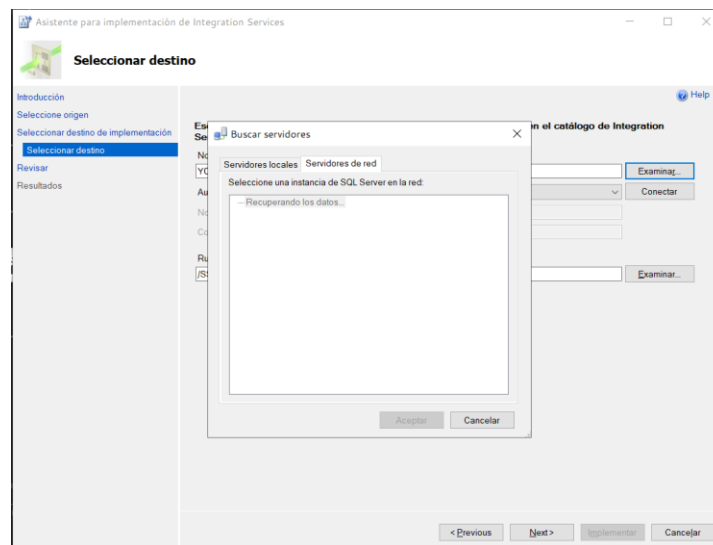 Asistente para implementación de Integration Services
Seleccionar destino
Help
Introducción
Seleccione origen
Seleccionar destino de implementación
Seleccionar destino
Revisar
Resultados
en el catálogo de Integration
Buscar servidores
Servidores locales
Servidores de red
Seleccione una instancia de SQL Server en la red:
Recuperando los datos...
Examinar...
Conectar
/SS
Examinar...
Aceptar
Cancelar
< Previous
Next >
Implementar
Cancelar